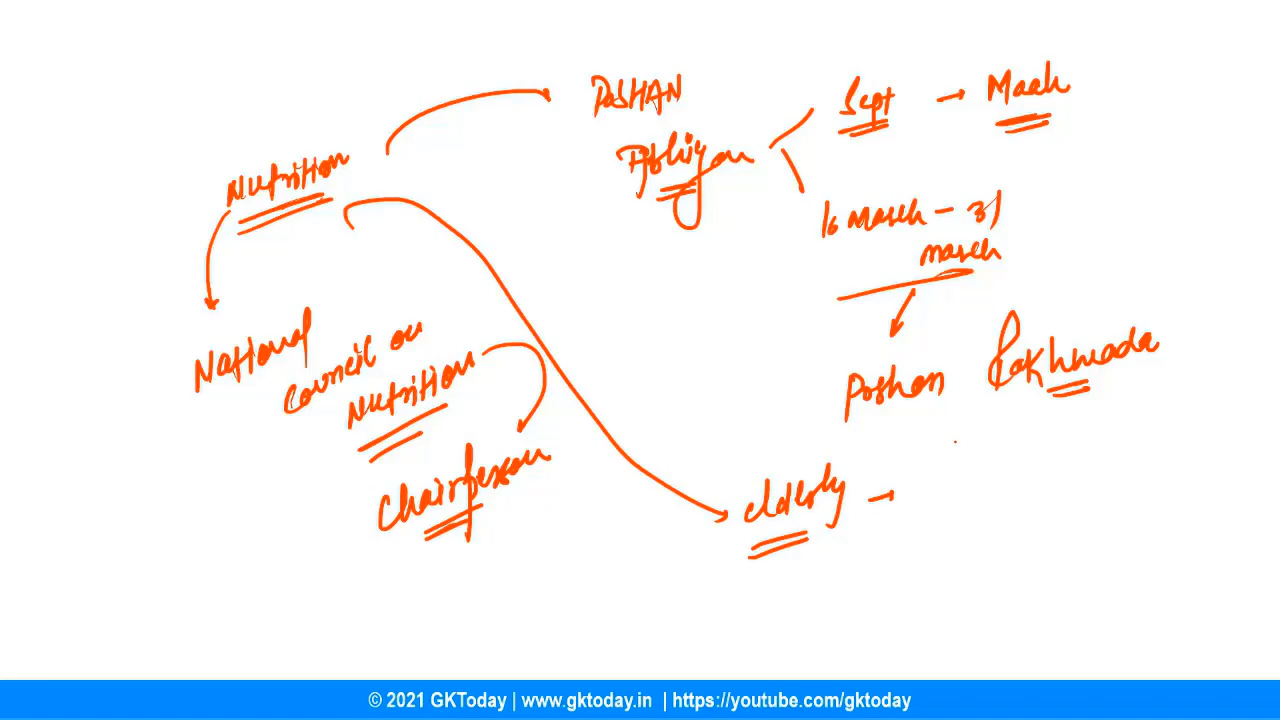 Nutrition
POSHAN
Abhiyan
Sept → Maah
16 March - 31
march
Poshan Pakhwada
National
Council on
Nutrition
Chairperson
elderly →
© 2021 GKToday | www.gktoday.in | https://youtube.com/gktoday